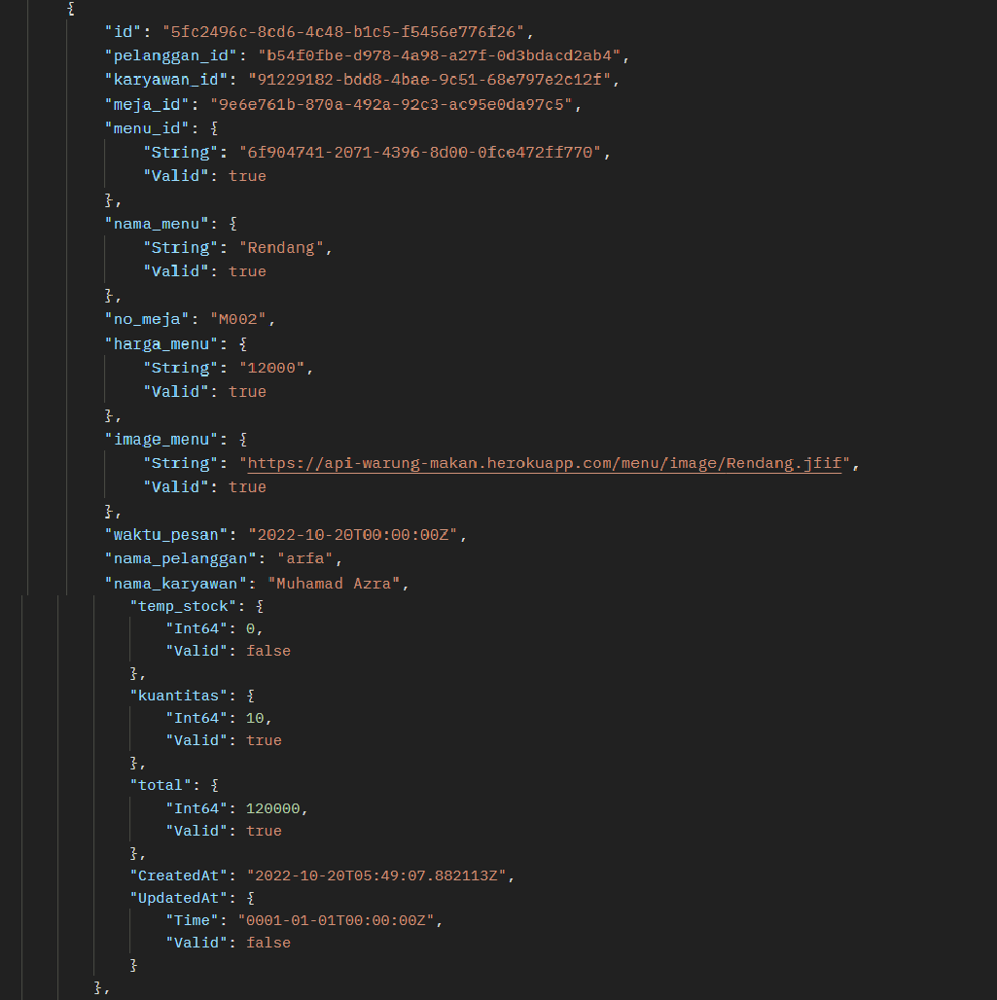 {
"id": "5fc2496c-8cd6-4c48-b1c5-f5456e776f26",
"pelanggan_id": "b54f0fbe-d978-4a98-a27f-0d3bdacd2ab4",
"karyawan_id": "91229182-bdd8-4bae-9c51-68e797e2c12f",
"meja_id": "9e6e761b-870a-492a-92c3-ac95e0da97c5",
"menu_id": {
"String": "6f904741-2071-4396-8d00-0fce472ff770",
"Valid": true
},
"nama_menu": {
"String": "Rendang",
"Valid": true
},
"no_meja": "M002",
"harga_menu": {
"String": "12000",
"Valid": true
},
"image_menu": {
"String": "https://api-warung-makan.herokuapp.com/menu/image/Rendang.jfif",
"Valid": true
},
"waktu_pesan": "2022-10-20T00:00:00Z",
"nama_pelanggan": "arfa",
"nama_karyawan": "Muhamad Azra",
"temp_stock": {
"Int64": 0,
"Valid": false
},
"kuantitas": {
"Int64": 10,
"Valid": true
},
"total": {
"Int64": 120000,
"Valid": true
},
"CreatedAt": "2022-10-20T05:49:07.882113Z",
"UpdatedAt": {
"Time": "0001-01-01T00:00:00Z",
"Valid": false
}
},